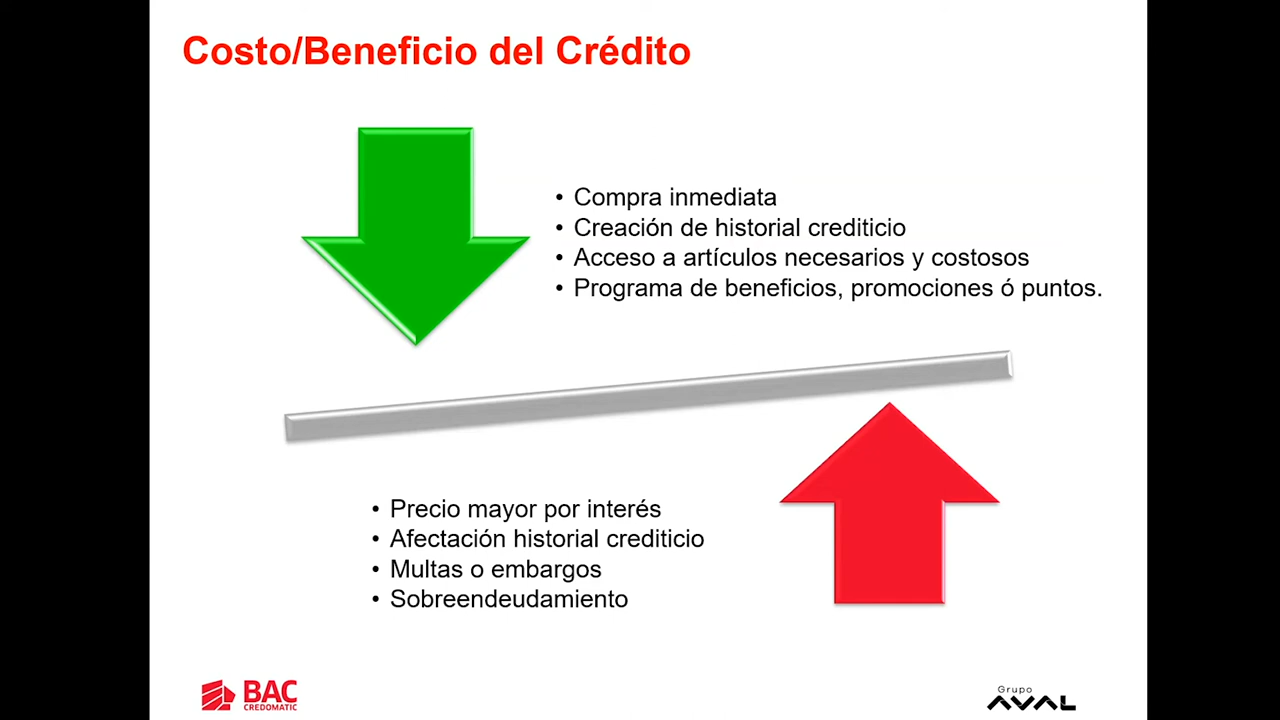 Costo/Beneficio del Crédito
• Compra inmediata
• Creación de historial crediticio
• Acceso a artículos necesarios y costosos
• Programa de beneficios, promociones ó puntos.
• Precio mayor por interés
• Afectación historial crediticio
• Multas o embargos
• Sobreendeudamiento
BAC
CREDOMATIC
Grupo
AVAL